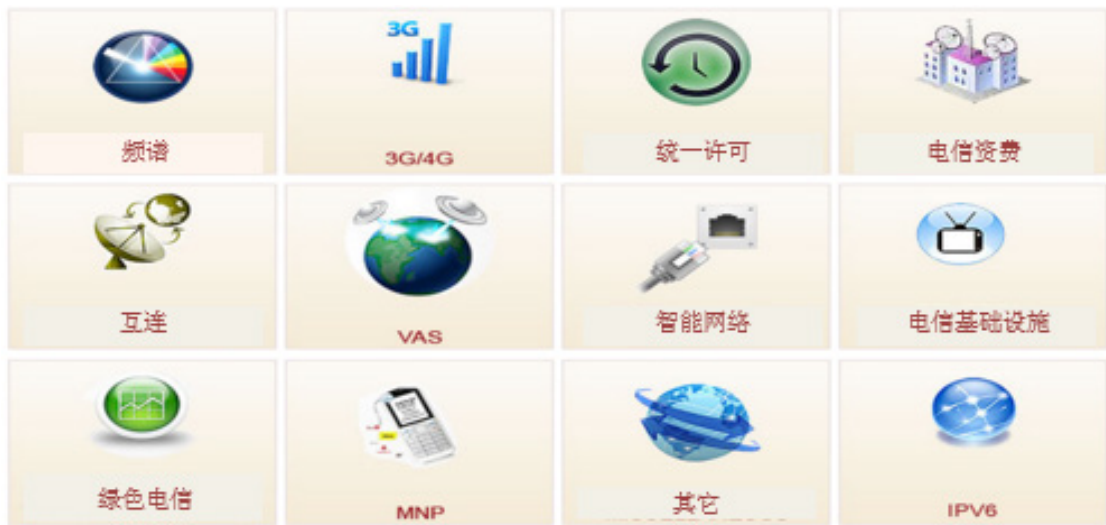 3G
频谱
3G/4G
统一许可
电信资费
互连
VAS
智能网络
电信基础设施
绿色电信
MNP
其它
IPV6